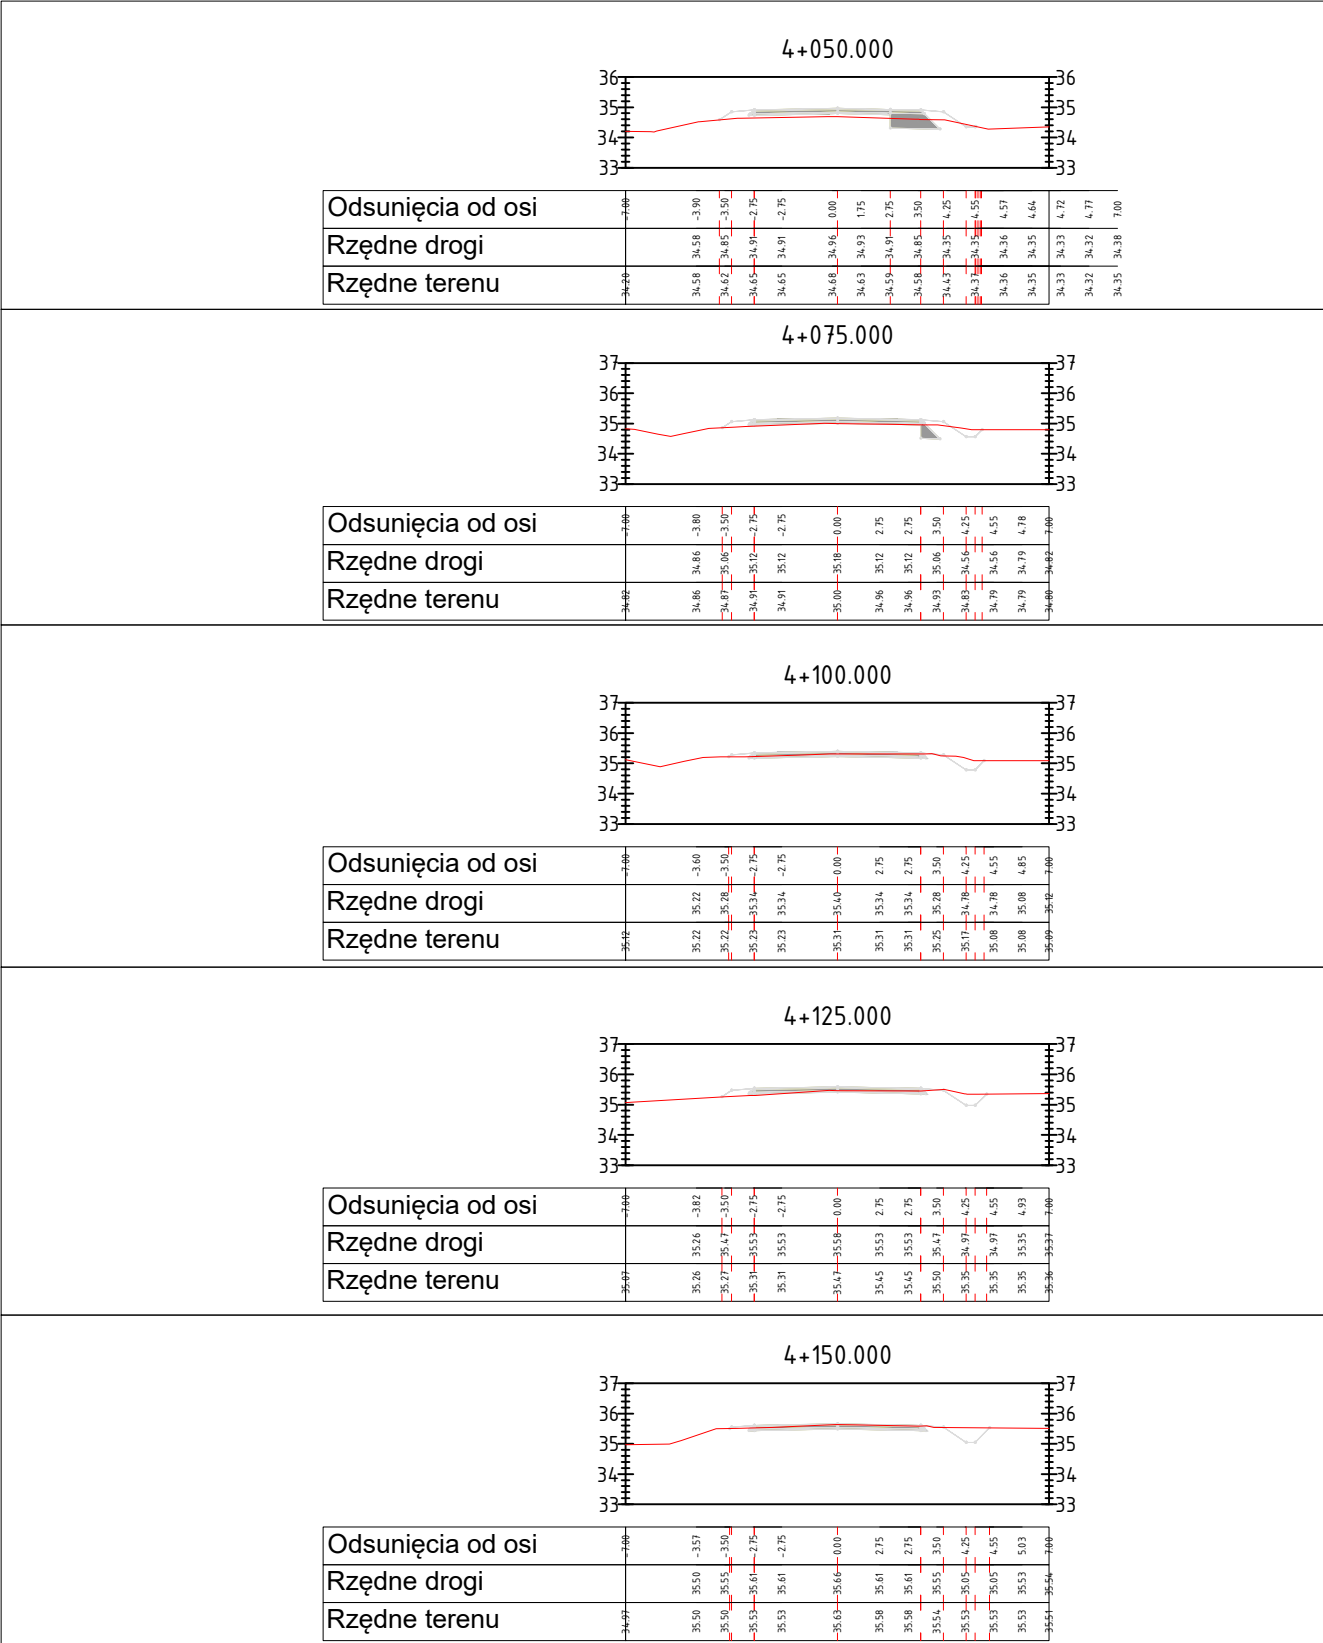 4+050.000
36 36
35 35
34 34
33 33
Odsunięcia od osi -7.00 -3.90 -3.50 -2.75 -2.75 0.00 1.75 2.75 3.50 4.25 4.55 4.57 4.64 4.72 4.77 7.00
Rzędne drogi 34.58 34.85 34.91 34.91 34.96 34.93 34.91 34.85 34.35 34.35 34.36 34.35 34.33 34.32 34.38
Rzędne terenu 34.20 34.58 34.62 34.65 34.65 34.68 34.63 34.59 34.58 34.43 34.37 34.36 34.35 34.33 34.32 34.35
4+075.000
37 37
36 36
35 35
34 34
33 33
Odsunięcia od osi -7.00 -3.80 -3.50 -2.75 -2.75 0.00 2.75 2.75 3.50 4.25 4.55 4.78 7.00
Rzędne drogi 34.86 35.06 35.12 35.12 35.18 35.12 35.12 35.06 34.56 34.56 34.79 34.82
Rzędne terenu 34.82 34.86 34.87 34.91 34.91 35.00 34.96 34.96 34.93 34.83 34.79 34.79 34.80
4+100.000
37 37
36 36
35 35
34 34
33 33
Odsunięcia od osi -7.00 -3.60 -3.50 -2.75 -2.75 0.00 2.75 2.75 3.50 4.25 4.55 4.85 7.00
Rzędne drogi 35.22 35.28 35.34 35.34 35.40 35.34 35.34 35.28 34.78 34.78 35.08 35.12
Rzędne terenu 35.12 35.22 35.22 35.23 35.23 35.31 35.31 35.31 35.25 35.17 35.08 35.08 35.09
4+125.000
37 37
36 36
35 35
34 34
33 33
Odsunięcia od osi -7.00 -3.82 -3.50 -2.75 -2.75 0.00 2.75 2.75 3.50 4.25 4.55 4.93 7.00
Rzędne drogi 35.26 35.47 35.53 35.53 35.58 35.53 35.53 35.47 34.97 34.97 35.35 35.37
Rzędne terenu 35.07 35.26 35.27 35.31 35.31 35.47 35.45 35.45 35.50 35.35 35.35 35.35 35.36
4+150.000
37 37
36 36
35 35
34 34
33 33
Odsunięcia od osi -7.00 -3.57 -3.50 -2.75 -2.75 0.00 2.75 2.75 3.50 4.25 4.55 5.03 7.00
Rzędne drogi 35.50 35.55 35.61 35.61 35.66 35.61 35.61 35.55 35.05 35.05 35.53 35.54
Rzędne terenu 34.97 35.50 35.50 35.53 35.53 35.63 35.58 35.58 35.54 35.53 35.53 35.53 35.51